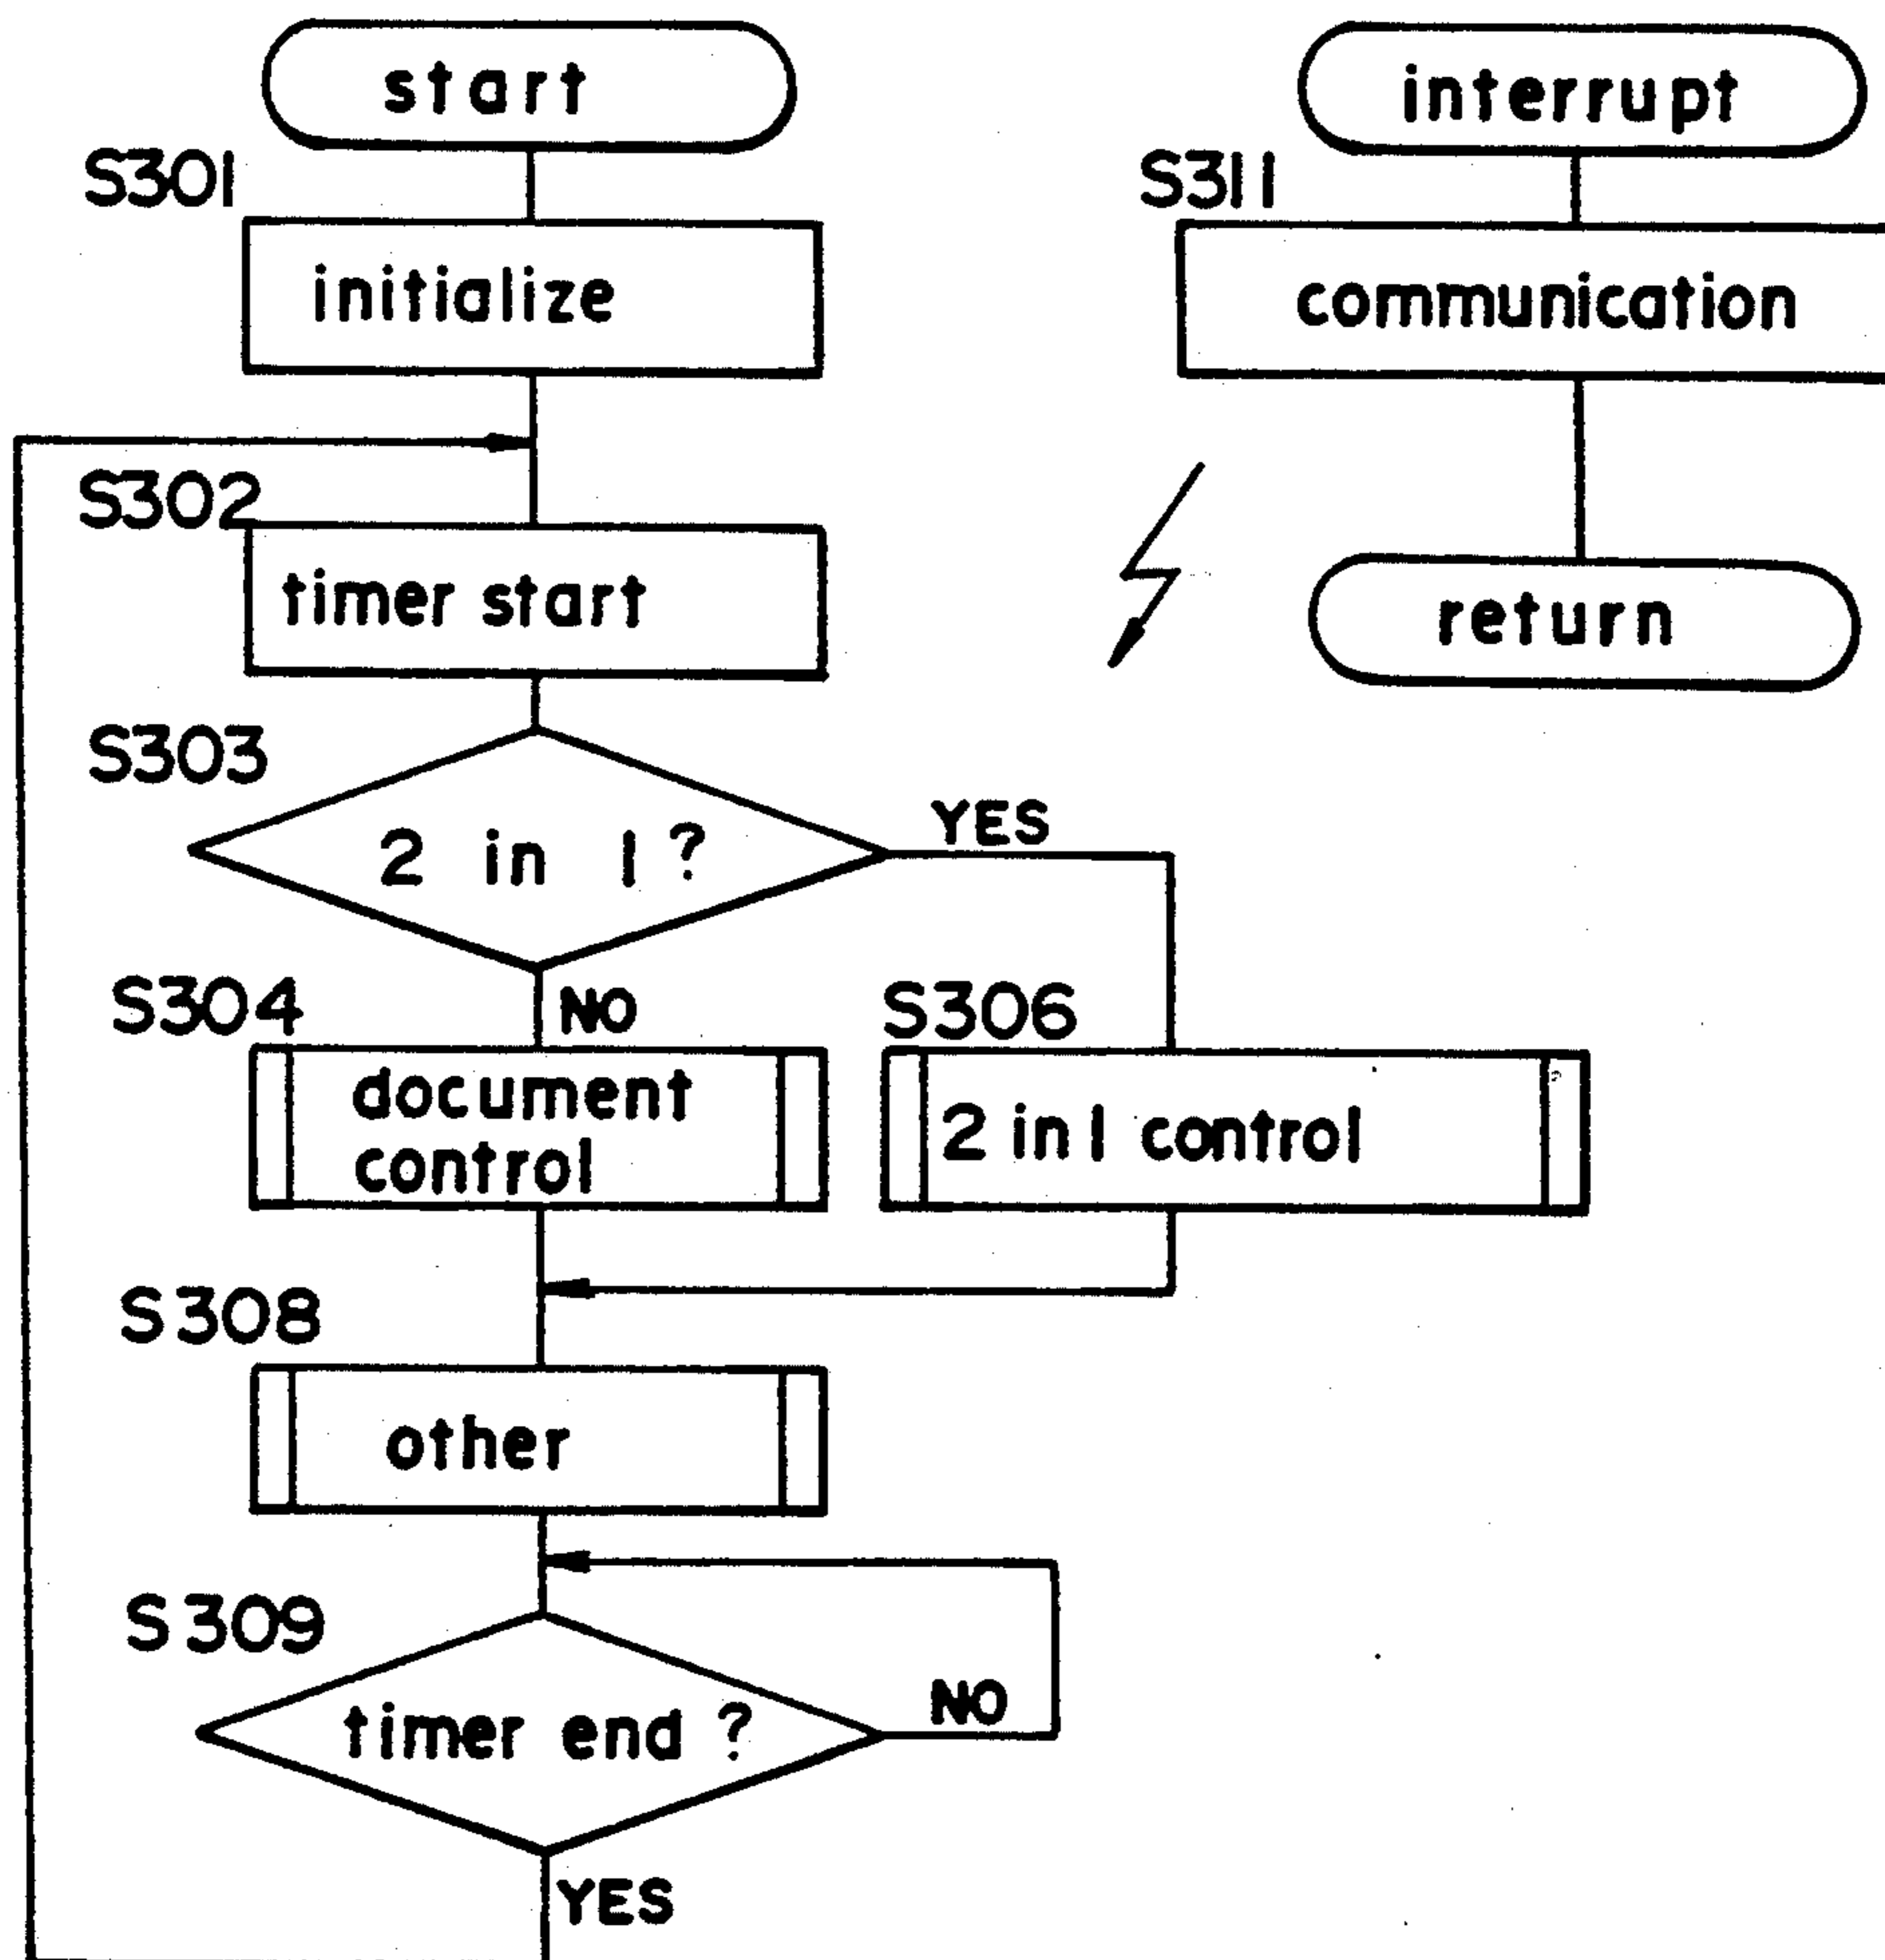 start
S301
initialize
S302
timer start
S303
2 in 1 ?
YES
NO
S304
document
control
S306
2 in 1 control
S308
other
S309
timer end ?
NO
YES
interrupt
S311
communication
return